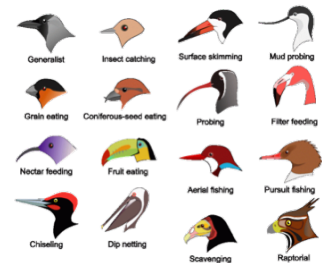 Generalist
Insect catching
Surface skimming
Mud probing
Grain eating
Coniferous-seed eating
Probing
Filter feeding
Nectar feeding
Fruit eating
Aerial fishing
Pursuit fishing
Chiseling
Dip netting
Scavenging
Raptorial